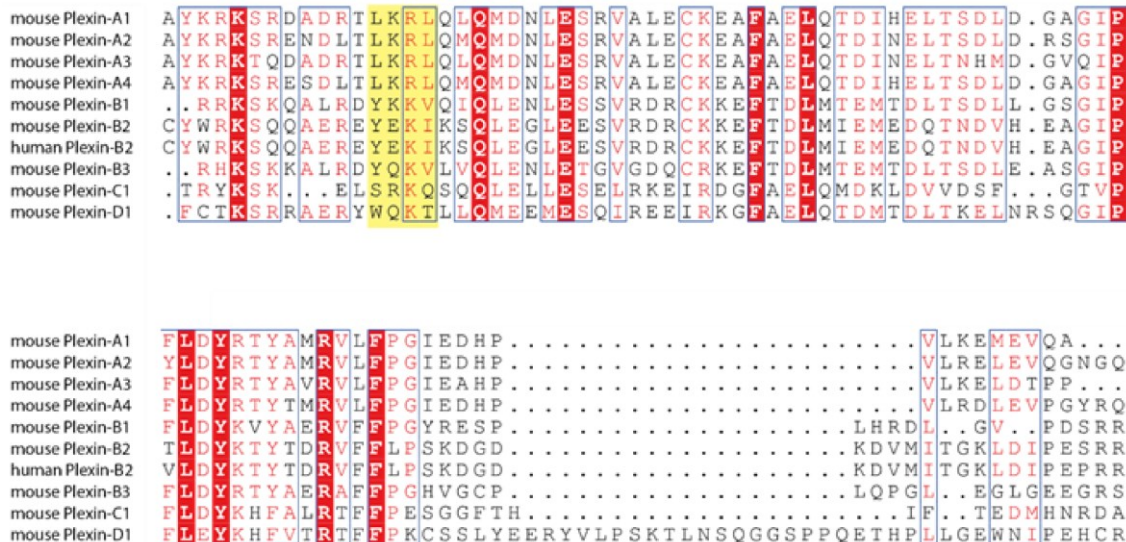 mouse Plexin-A1 AYKRKSRDADRTLKRLQLQMDNLESRVALECKEAFAELQTDIHELTSDLD.GAGIP
mouse Plexin-A2 AYKRKSRENDLTLKRLQMQMDNLESRVALECKEAFAELQTDINELTSDLD.RSGIP
mouse Plexin-A3 AYKRKTQDADRTLKRLQLQMDNLESRVALECKEAFAELQTDINELTNHMD.GVQIP
mouse Plexin-A4 AYKRKSRESDLTLKRLQMQMDNLESRVALECKEAFAELQTDIHELTSDLD.GAGIP
mouse Plexin-B1 ..RRKSKQALRDYKKVQIQLENLESSVRDRCKKEFTDLMTEMTDLTSDLL.GSGIP
mouse Plexin-B2 CYWRKSQQAEREYEKIKSQLEGLEESVRDRCKKEFTDLMIEMEDQTNDVH.EAGIP
human Plexin-B2 CYWRKSQQAEREYEKIKSQLEGLEESVRDRCKKEFTDLMIEMEDQTNDVH.EAGIP
mouse Plexin-B3 ..RHKSKKALRDYQKVLVQLENLETGVGDQCRKEFTDLMTEMTDLTSDLE.ASGIP
mouse Plexin-C1 .TRYKSK...ELSRKQSQQLELLESELRKEIRDGFAELQMDKLDVVDSF...GTVP
mouse Plexin-D1 .FCTKSRRAERYWQKTLLQMEEMESQIREEIRKGFAELQTDMTDLTKELNRSQGIP
mouse Plexin-A1 FLDYRTYAMRVLFPGIEDHP........................VLKEMEVQA...
mouse Plexin-A2 YLDYRTYAMRVLFPGIEDHP........................VLRELEVQGNGQ
mouse Plexin-A3 FLDYRTYAVRVLFPGIEAHP........................VLKELDTPP...
mouse Plexin-A4 FLDYRTYTMRVLFPGIEDHP........................VLRDLEVPGYRQ
mouse Plexin-B1 FLDYKVYAERVFFPGYRESP....................LHRDL..GV..PDSRR
mouse Plexin-B2 TLDYKTYTDRVFFLPSKDGD....................KDVMITGKLDIPESRR
human Plexin-B2 VLDYKTYTDRVFFLPSKDGD....................KDVMITGKLDIPEPRR
mouse Plexin-B3 FLDYRTYAERAFFPGHVGCP....................LQPGL..EGLGEEGRS
mouse Plexin-C1 FLDYKHFALRTFFPESGGFTH......................IF..TEDMHNRDA
mouse Plexin-D1 FLEYKHFVTRTFFPKCSSLYEERYVLPSKTLNSQGGSPPQETHPLLGEWNIPEHCR